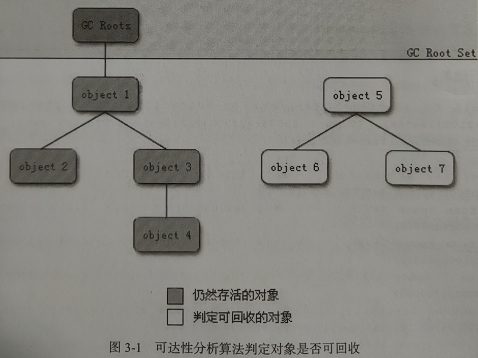 GC Roots
GC Root Set
object 1
object 5
object 2
object 3
object 6
object 7
object 4
仍然存活的对象
判定可回收的对象
图 3-1 可达性分析算法判定对象是否可回收